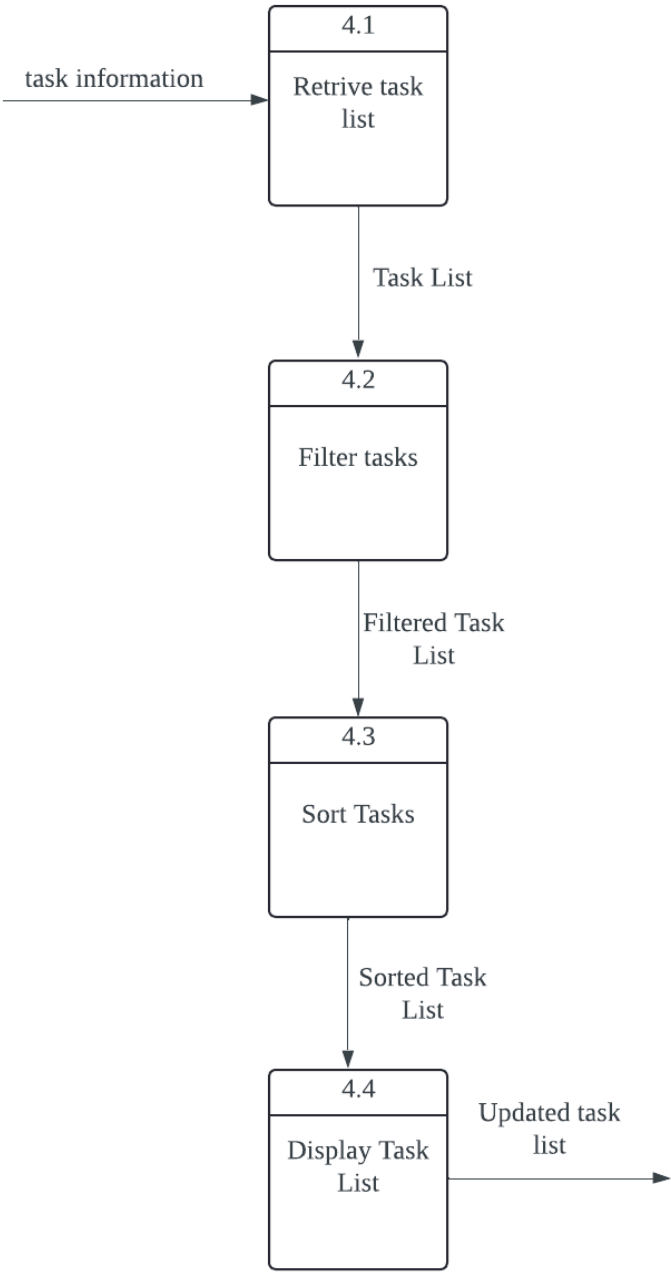 4.1
task information
Retrive task
list
Task List
4.2
Filter tasks
Filtered Task
List
4.3
Sort Tasks
Sorted Task
List
4.4
Display Task
List
Updated task
list